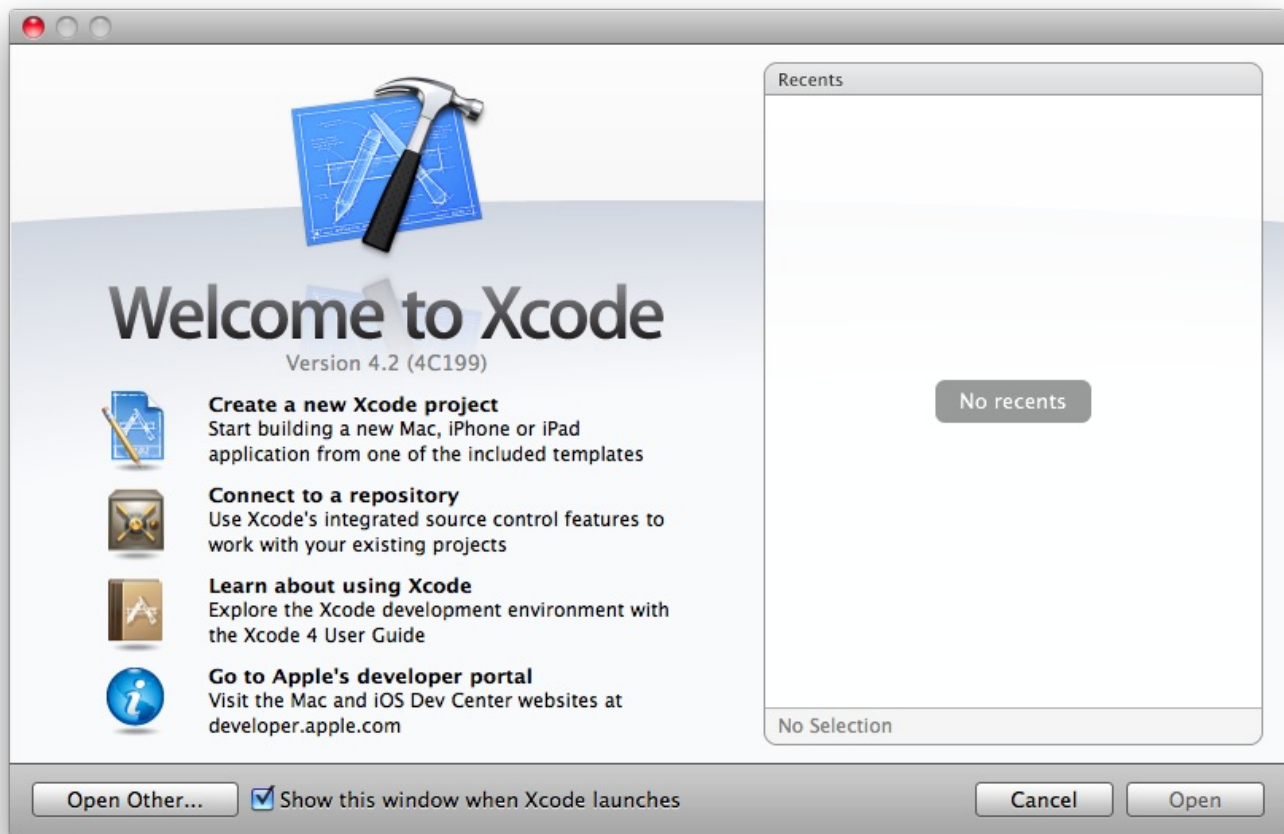 Recents
Welcome to Xcode
Version 4.2 (4C199)
Create a new Xcode project
Start building a new Mac, iPhone or iPad
application from one of the included templates
Connect to a repository
Use Xcode's integrated source control features to
work with your existing projects
Learn about using Xcode
Explore the Xcode development environment with
the Xcode 4 User Guide
Go to Apple's developer portal
Visit the Mac and iOS Dev Center websites at
developer.apple.com
No recents
No Selection
Open Other...
Show this window when Xcode launches
Cancel
Open